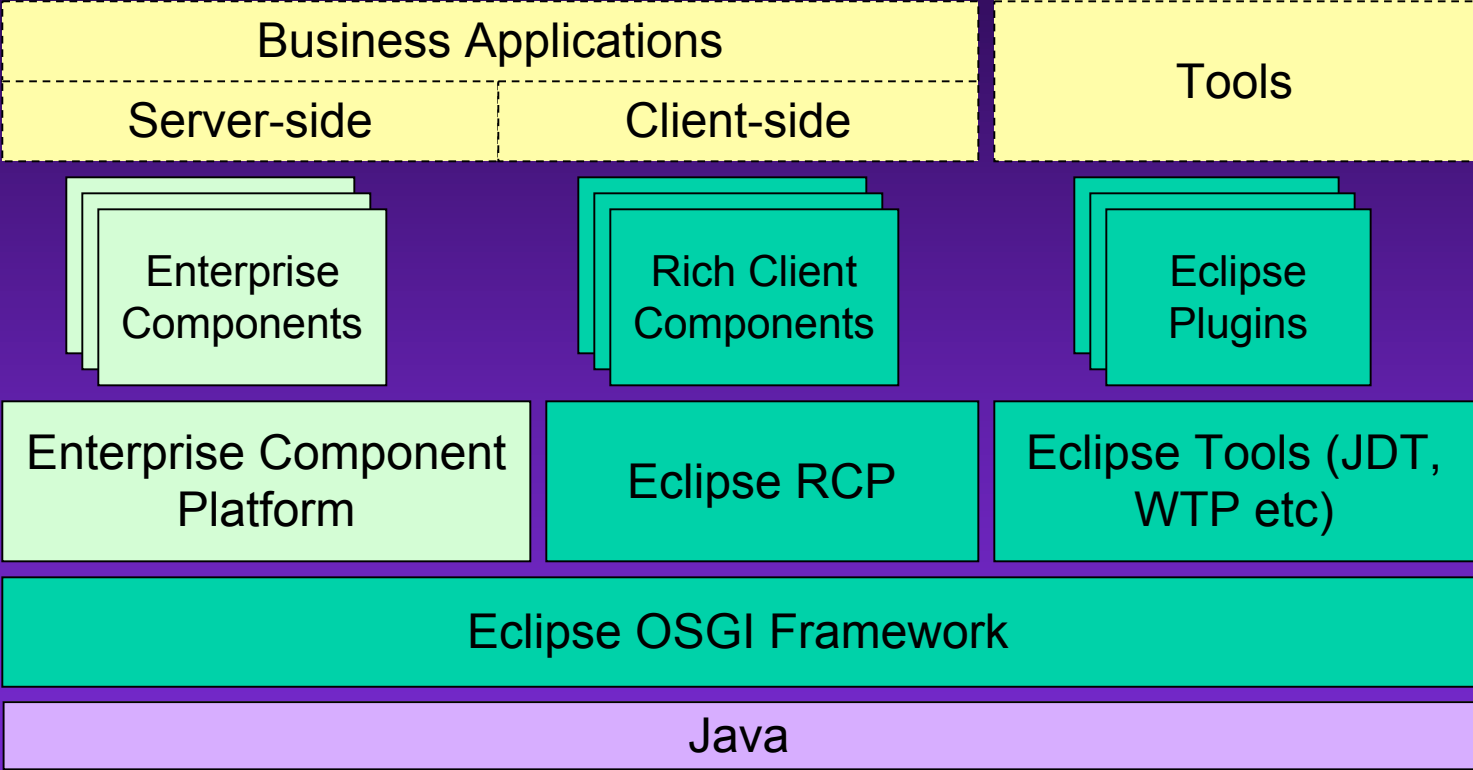 Business Applications
Tools
Server-side
Client-side
Enterprise
Components
Rich Client
Components
Eclipse
Plugins
Enterprise Component
Platform
Eclipse RCP
Eclipse Tools (JDT,
WTP etc)
Eclipse OSGI Framework
Java